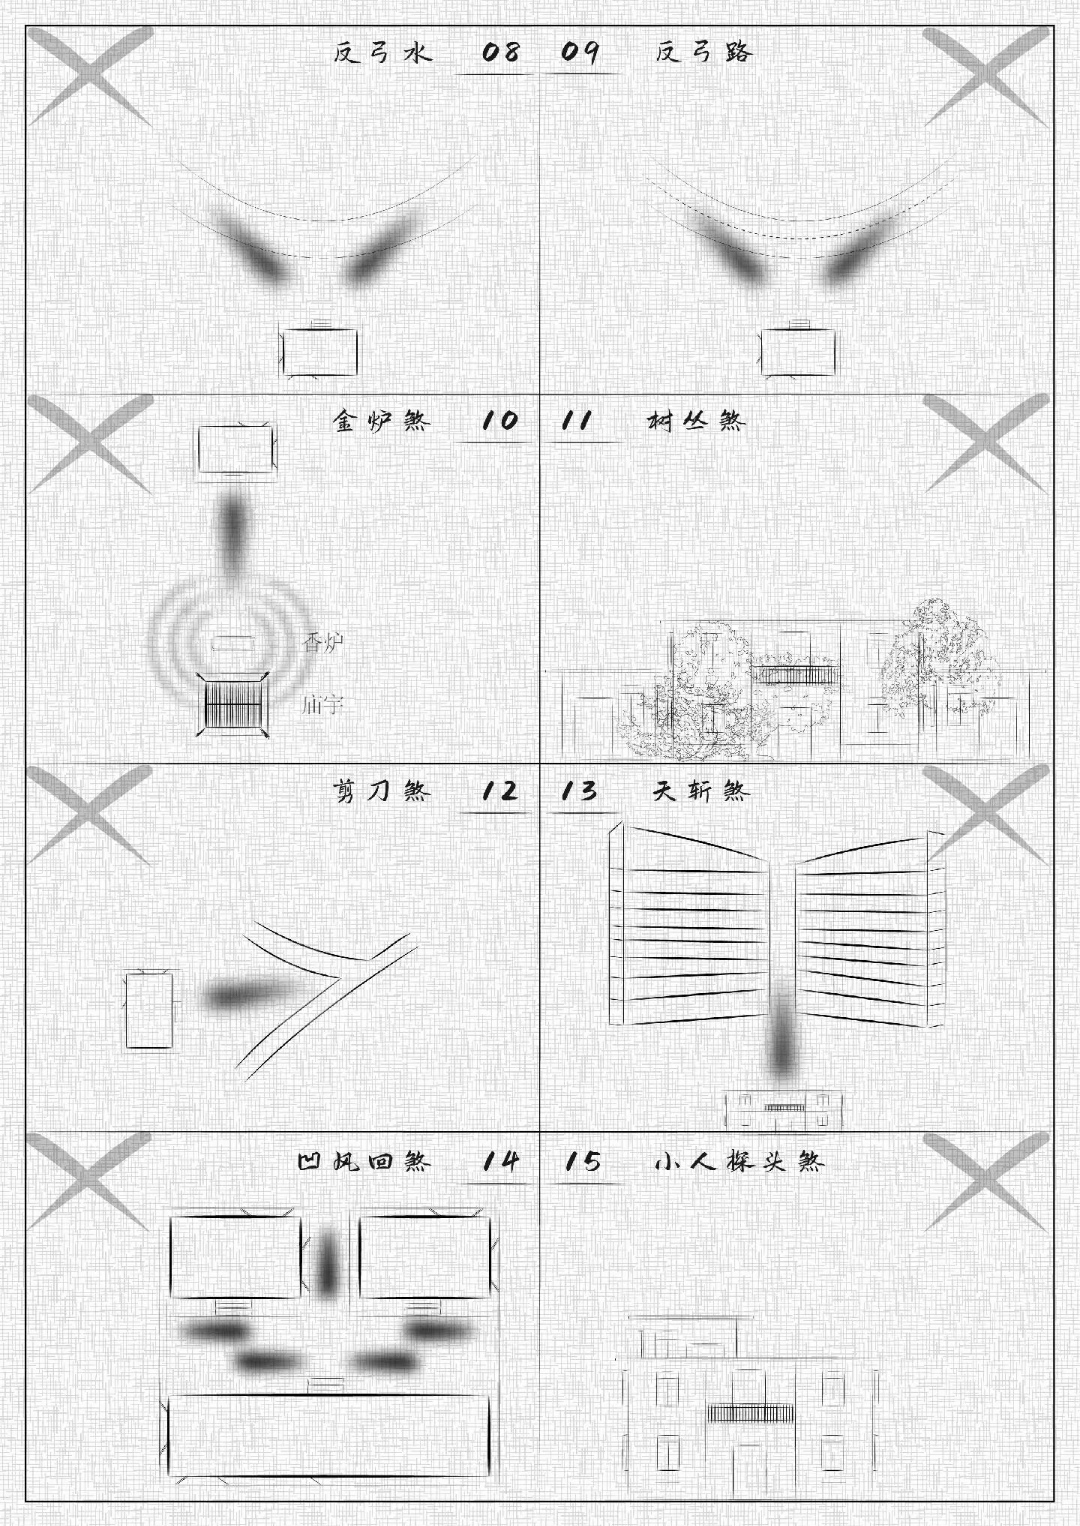 反弓水 08 09 反弓路
金炉煞 10 11 树丛煞
香炉
庙宇
剪刀煞 12 13 天斩煞
凹风回煞 14 15 小人探头煞